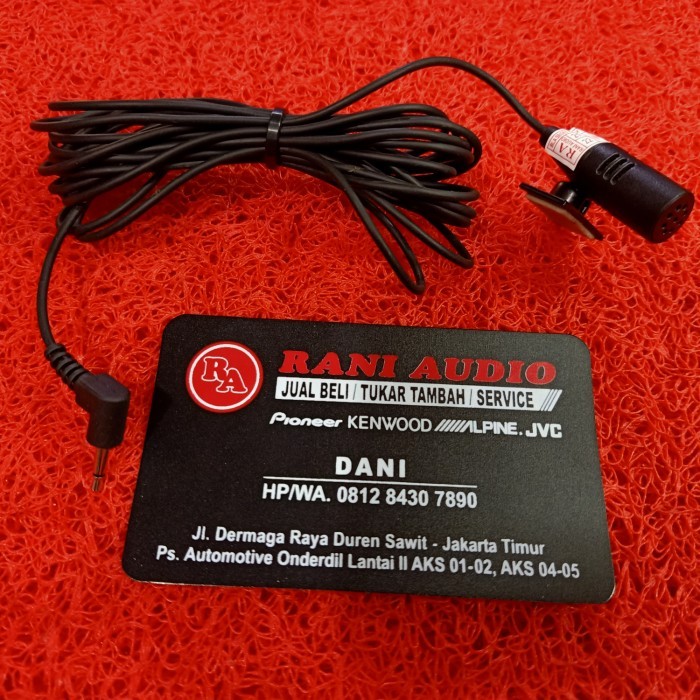 RA
RA
RANI AUDIO
JUAL BELI / TUKAR TAMBAH / SERVICE
Pioneer KENWOOD ALPINE. JVC
DANI
HP/WA. 0812 8430 7890
Jl. Dermaga Raya Duren Sawit - Jakarta Timur
Ps. Automotive Onderdil Lantai II AKS 01-02, AKS 04-05